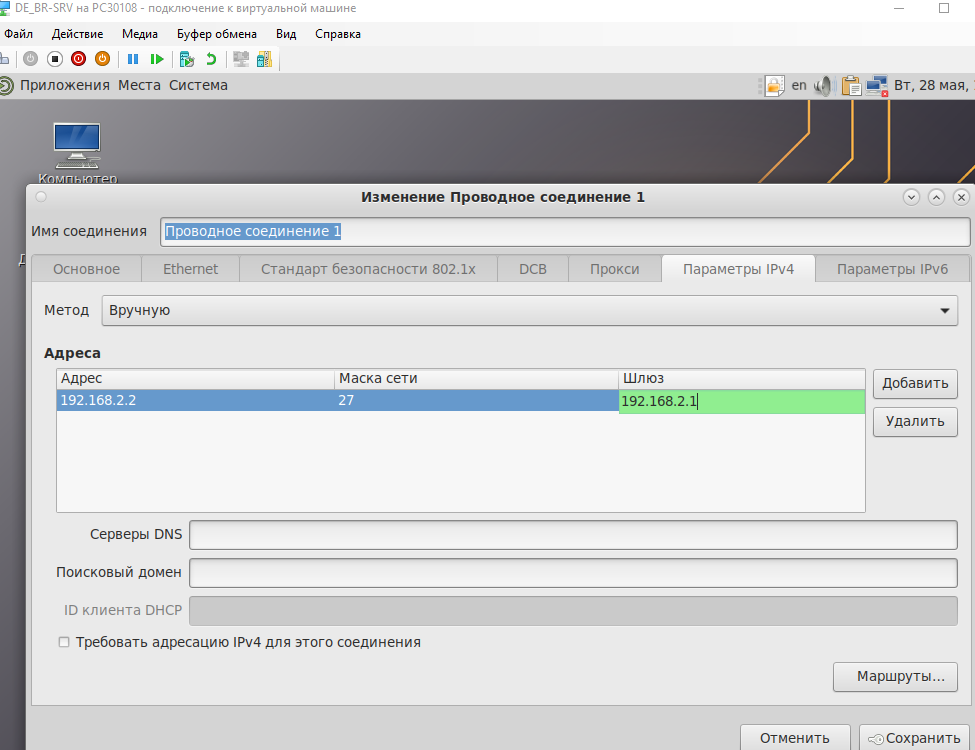 DE_BR-SRV на PC30108 - подключение к виртуальной машине
Файл Действие Медиа Буфер обмена Вид Справка
Приложения Места Система en Вт, 28 мая,
Компьютер
Изменение Проводное соединение 1
Имя соединения Проводное соединение 1
Основное Ethernet Стандарт безопасности 802.1x DCB Прокси Параметры IPv4 Параметры IPv6
Метод Вручную
Адреса
Адрес Маска сети Шлюз
192.168.2.2 27 192.168.2.1
Добавить
Удалить
Серверы DNS
Поисковый домен
ID клиента DHCP
Требовать адресацию IPv4 для этого соединения
Маршруты...
Отменить Сохранить